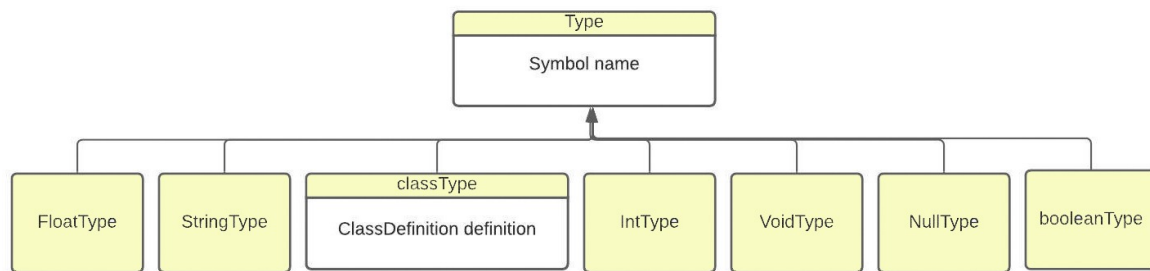 Type
Symbol name
classType
FloatType
StringType
ClassDefinition definition
IntType
VoidType
NullType
booleanType